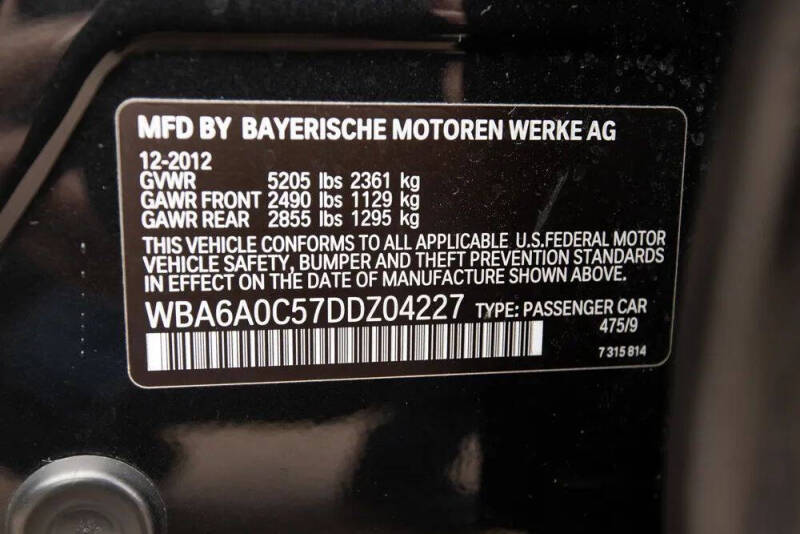 MFD BY BAYERISCHE MOTOREN WERKE AG
12-2012
GVWR 5205 lbs 2361 kg
GAWR FRONT 2490 lbs 1129 kg
GAWR REAR 2855 lbs 1295 kg
THIS VEHICLE CONFORMS TO ALL APPLICABLE U.S.FEDERAL MOTOR
VEHICLE SAFETY, BUMPER AND THEFT PREVENTION STANDARDS
IN EFFECT ON THE DATE OF MANUFACTURE SHOWN ABOVE.
WBA6A0C57DDZ04227 TYPE: PASSENGER CAR
475/9
7 315 814